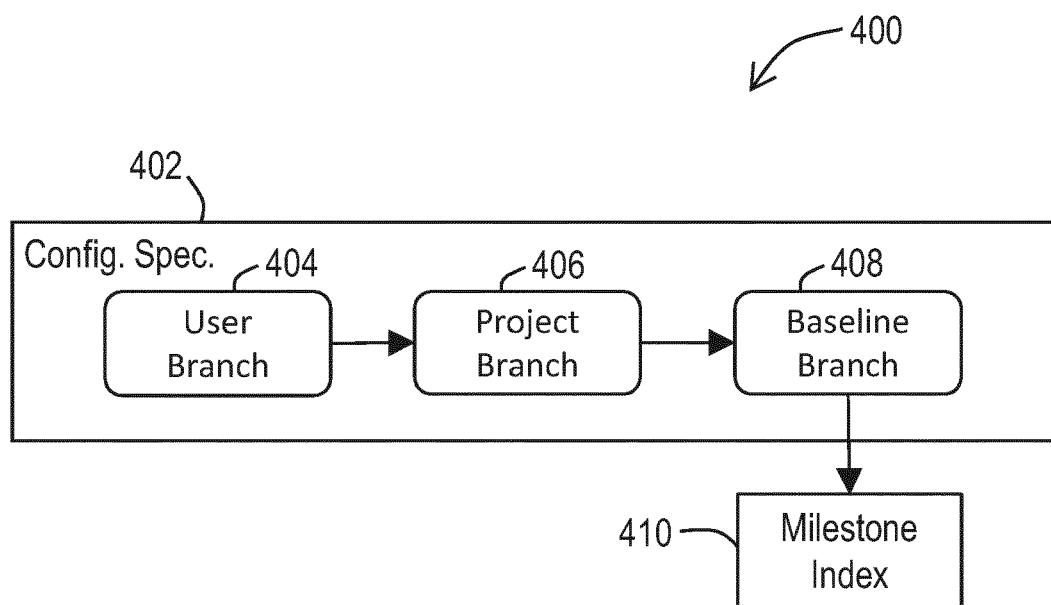 400
402
Config. Spec.
404
406
408
User
Branch
Project
Branch
Baseline
Branch
410
Milestone
Index